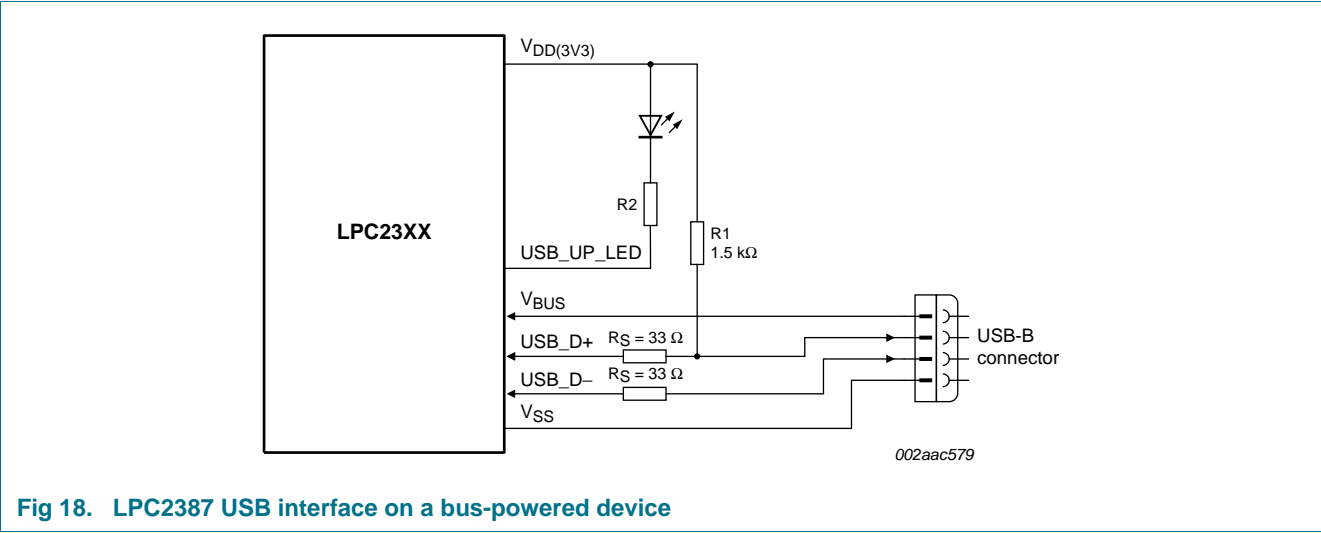 VDD(3V3)
R2
LPC23XX
R1
1.5 kΩ
USB_UP_LED
VBUS
USB_D+
RS = 33 Ω
USB-B
connector
USB_D−
RS = 33 Ω
VSS
002aac579
Fig 18. LPC2387 USB interface on a bus-powered device